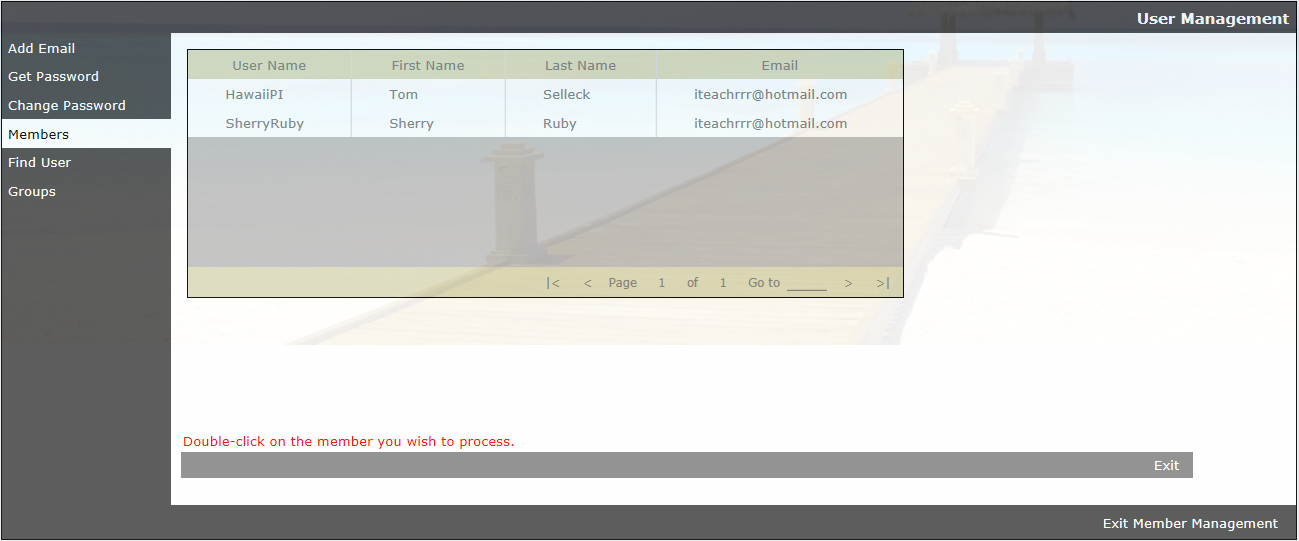 User Management
Add Email
Get Password
Change Password
Members
Find User
Groups
User Name First Name Last Name Email
HawaiiPI Tom Selleck iteachrrr@hotmail.com
SherryRuby Sherry Ruby iteachrrr@hotmail.com
|< < Page 1 of 1 Go to _____ > >|
Double-click on the member you wish to process.
Exit
Exit Member Management